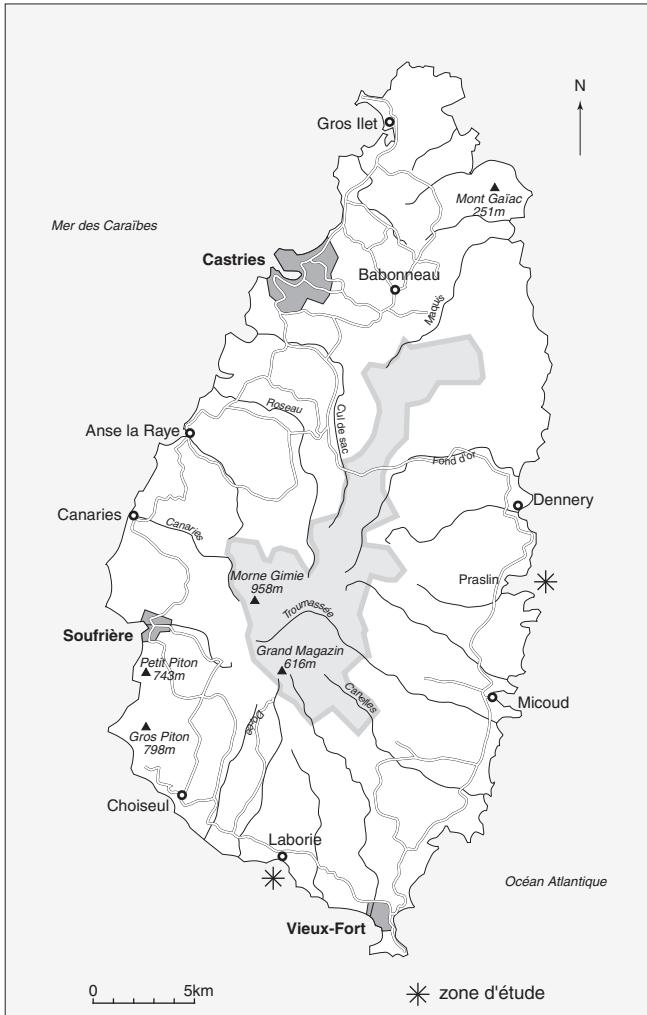 N
Gros Ilet
Mont Gaïac
251m
Mer des Caraïbes
Castries
Babonneau
Maquis
Roseau
Cul de sac
Anse la Raye
Fond d'or
Dennery
Canaries
Canaries
Morne Gimie
958m
Praslin
Troumassée
Soufrière
Grand Magazin
616m
Petit Piton
743m
Canelles
Micoud
Gros Piton
798m
Choiseul
Laborie
Océan Atlantique
Vieux-Fort
0 5km
zone d'étude